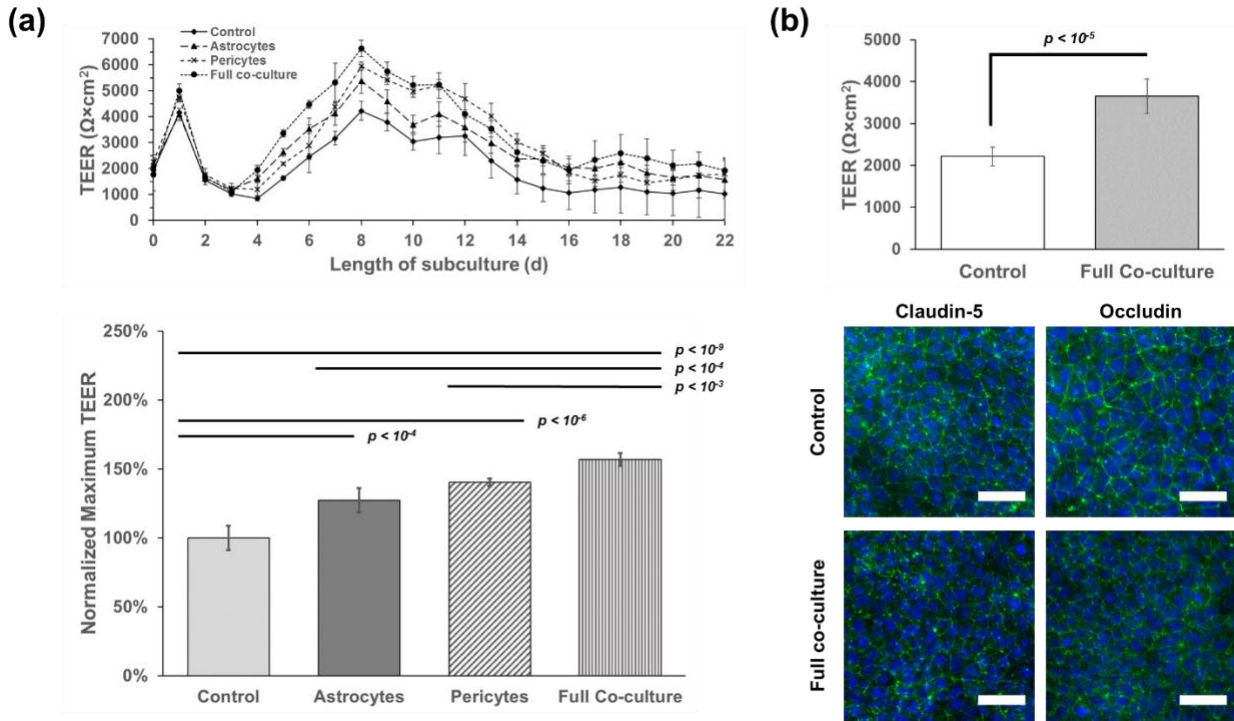 (a)
Control
Astrocytes
Pericytes
Full co-culture
TEER (Ω×cm²)
7000
6000
5000
4000
3000
2000
1000
0
0 2 4 6 8 10 12 14 16 18 20 22
Length of subculture (d)
Normalized Maximum TEER
250%
200%
150%
100%
50%
0%
p < 10⁻⁹
p < 10⁻⁴
p < 10⁻³
p < 10⁻⁶
p < 10⁻⁴
Control Astrocytes Pericytes Full Co-culture
(b)
p < 10⁻⁵
TEER (Ω×cm²)
5000
4000
3000
2000
1000
0
Control Full Co-culture
Claudin-5 Occludin
Control
Full co-culture